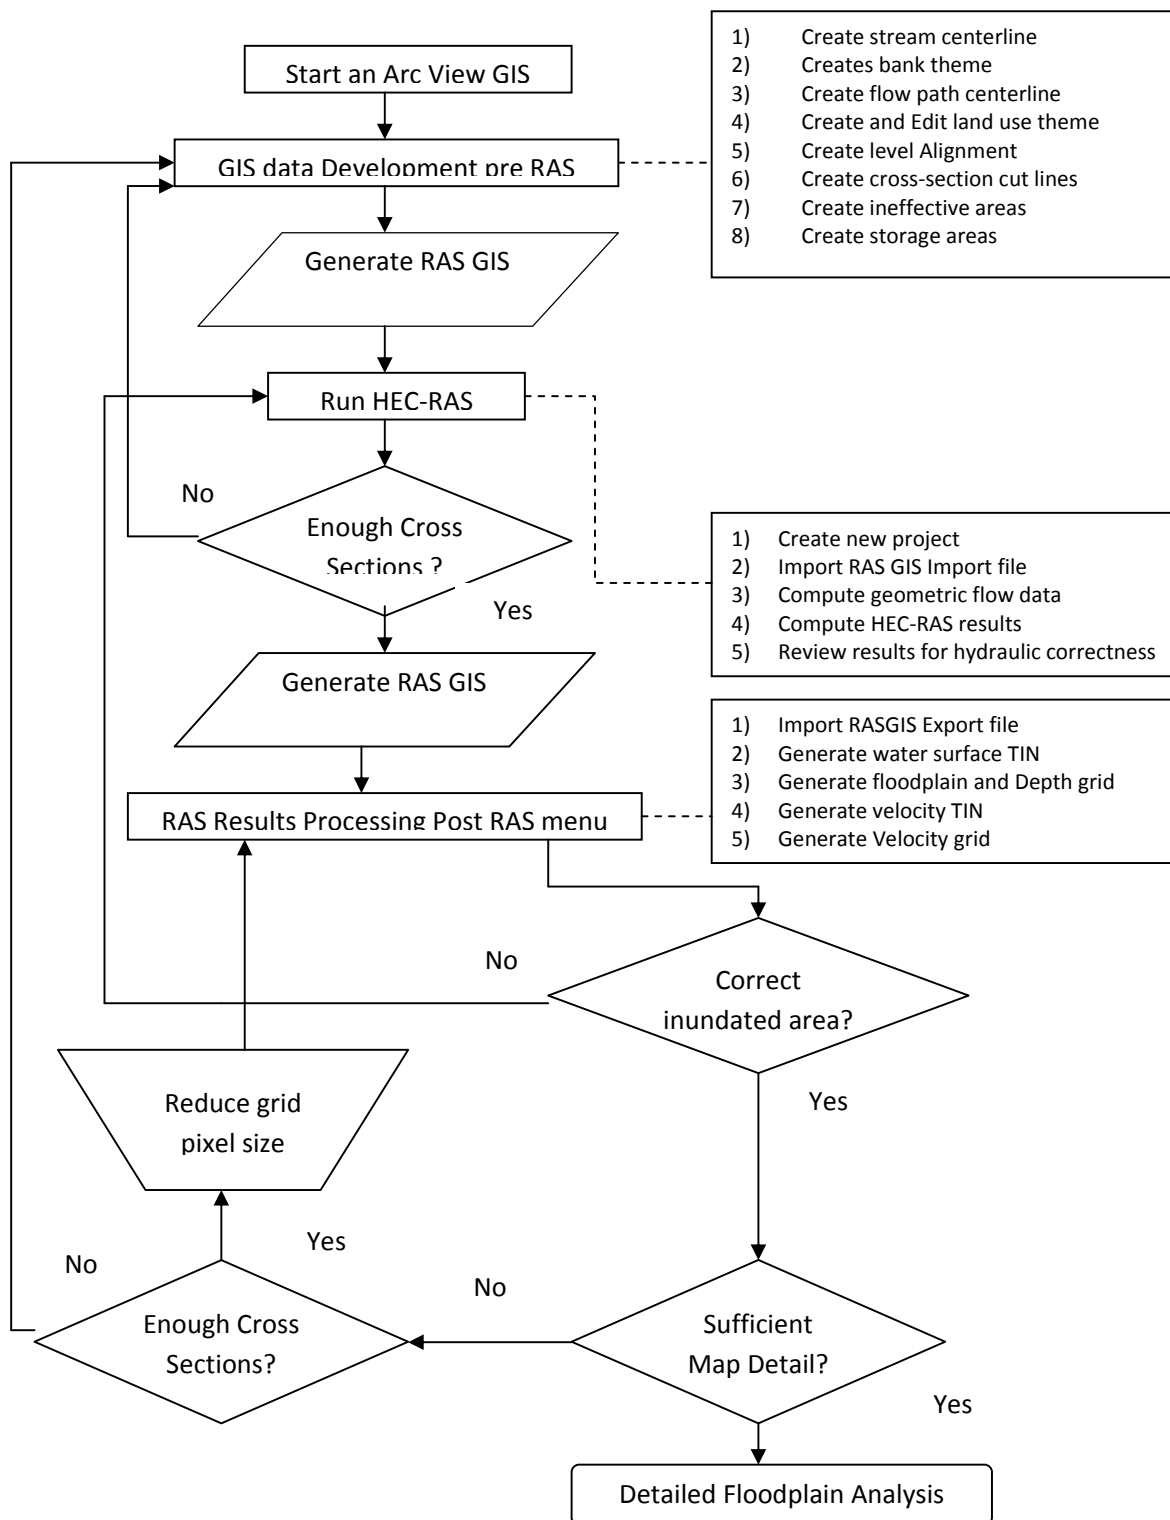 Start an Arc View GIS
1) Create stream centerline
2) Creates bank theme
3) Create flow path centerline
4) Create and Edit land use theme
5) Create level Alignment
6) Create cross-section cut lines
7) Create ineffective areas
8) Create storage areas
GIS data Development pre RAS
Generate RAS GIS
Run HEC-RAS
No
Enough Cross
Sections ?
Yes
1) Create new project
2) Import RAS GIS Import file
3) Compute geometric flow data
4) Compute HEC-RAS results
5) Review results for hydraulic correctness
Generate RAS GIS
1) Import RASGIS Export file
2) Generate water surface TIN
3) Generate floodplain and Depth grid
4) Generate velocity TIN
5) Generate Velocity grid
RAS Results Processing Post RAS menu
No
Correct
inundated area?
Yes
Reduce grid
pixel size
Yes
No
Enough Cross
Sections?
No
Sufficient
Map Detail?
Yes
Detailed Floodplain Analysis